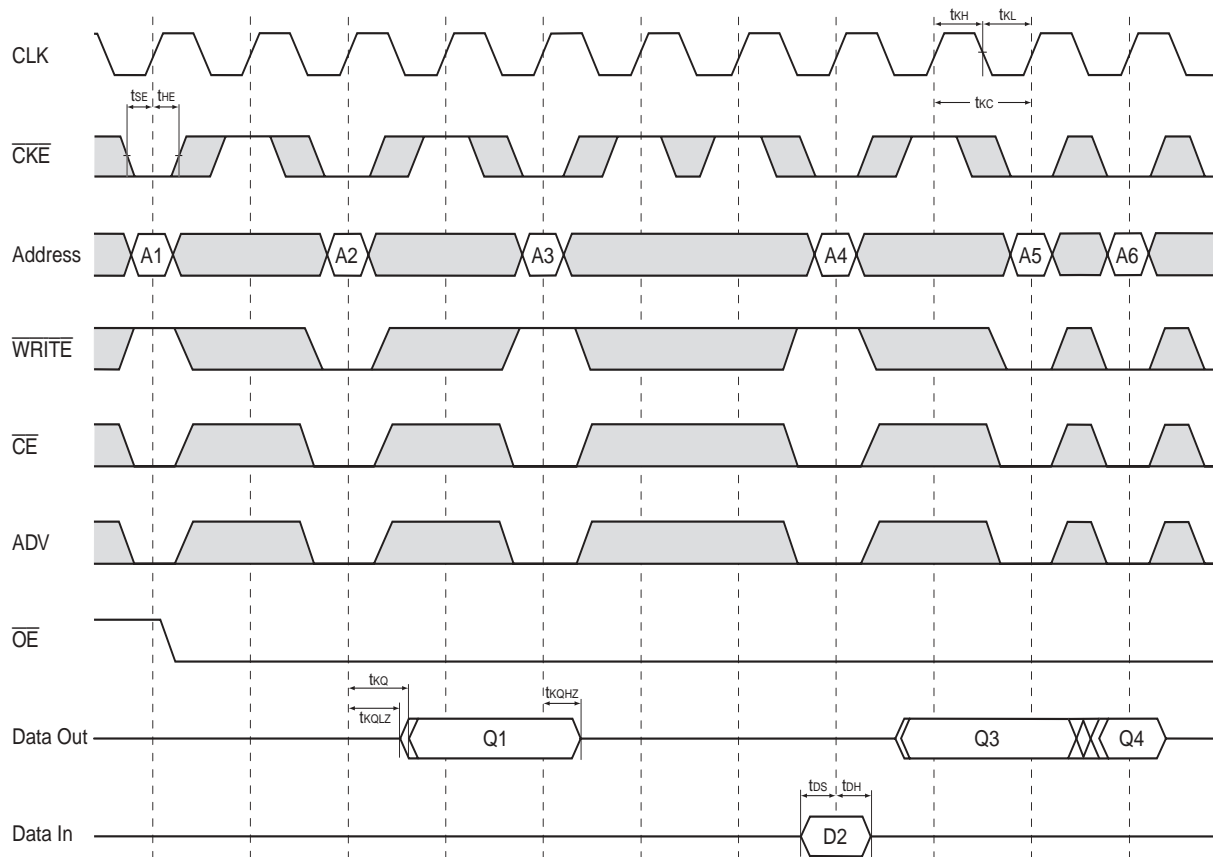 tKH tKL
CLK
tSE tHE
tKC
CKE
Address A1 A2 A3 A4 A5 A6
WRITE
CE
ADV
OE
tKQ
tKQHZ
tKQLZ
Data Out Q1 Q3 Q4
tDS tDH
Data In D2